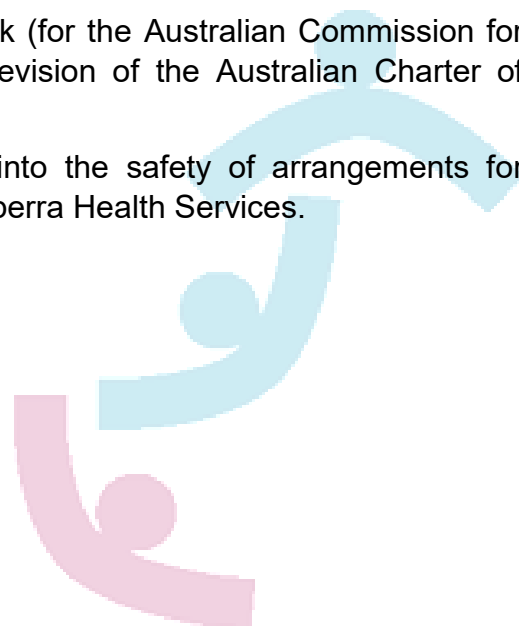 k (for the Australian Commission for
evision of the Australian Charter of
into the safety of arrangements for
berra Health Services.